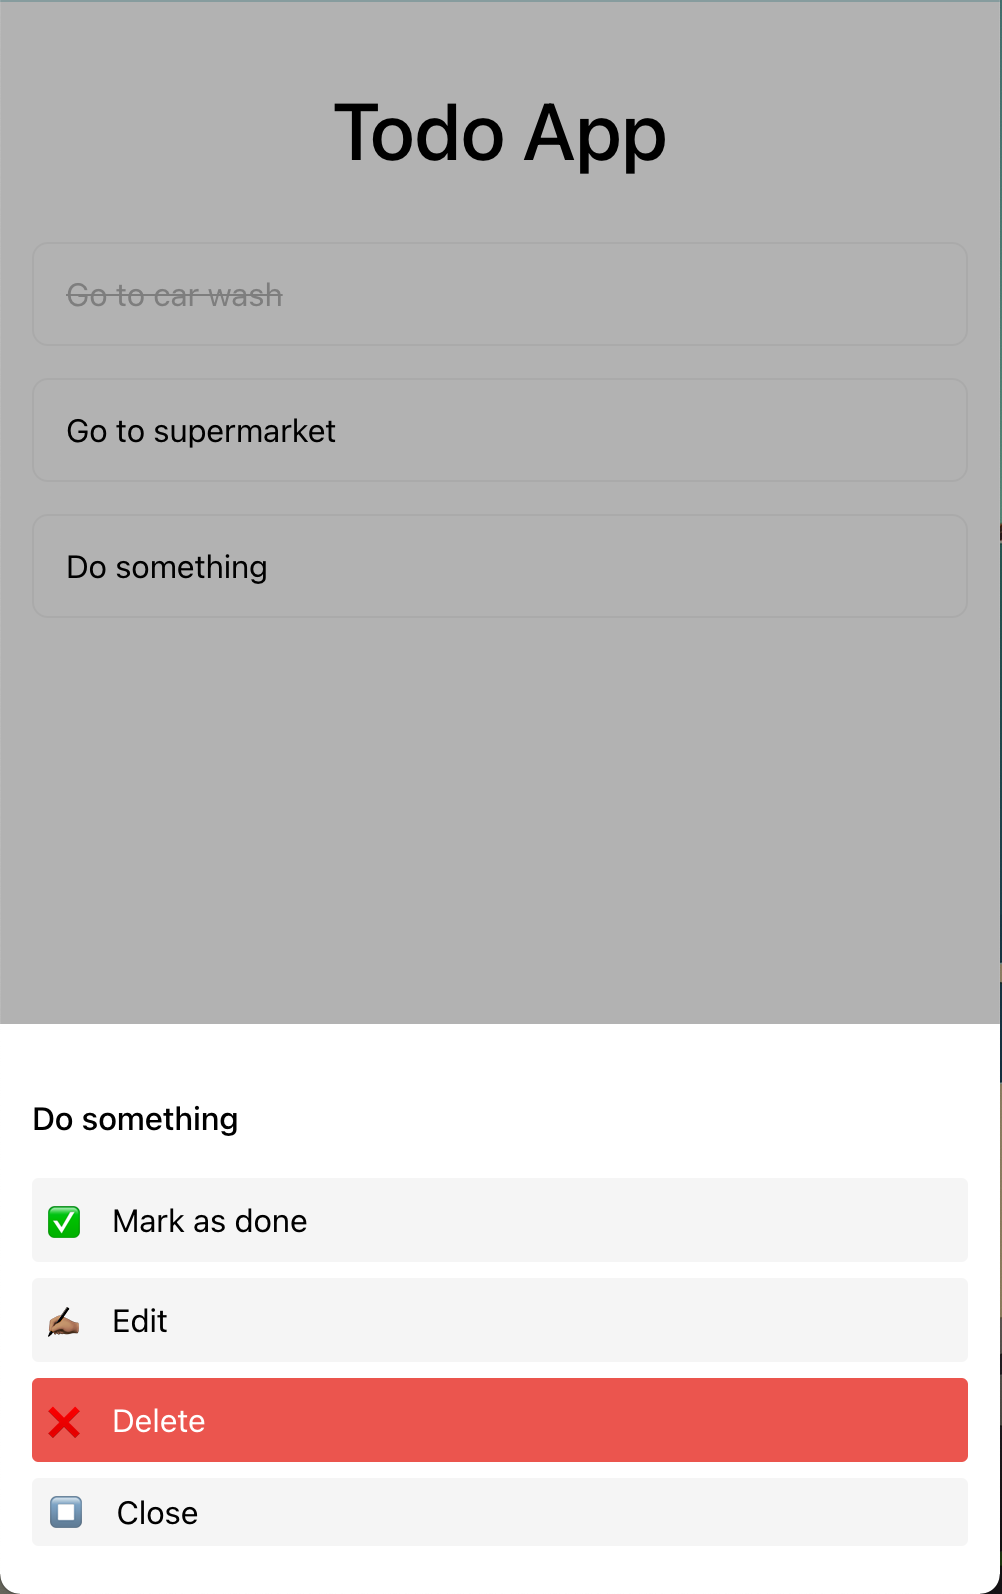 Todo App
Go to car wash
Go to supermarket
Do something
Do something
Mark as done
Edit
Delete
Close